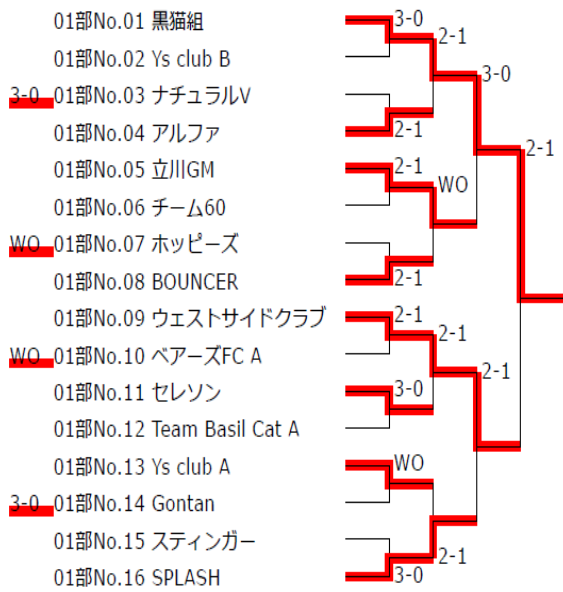 01部No.01 黒猫組 3-0
2-1
01部No.02 Ys club B
3-0
3-0 01部No.03 ナチュラルV
01部No.04 アルファ 2-1
2-1
01部No.05 立川GM 2-1
WO
01部No.06 チーム60
WO 01部No.07 ホッピーズ
01部No.08 BOUNCER 2-1
01部No.09 ウェストサイドクラブ 2-1
2-1
WO 01部No.10 ベアーズFC A
2-1
01部No.11 セレソン 3-0
01部No.12 Team Basil Cat A
01部No.13 Ys club A WO
3-0 01部No.14 Gontan
01部No.15 スティンガー
2-1
01部No.16 SPLASH 3-0